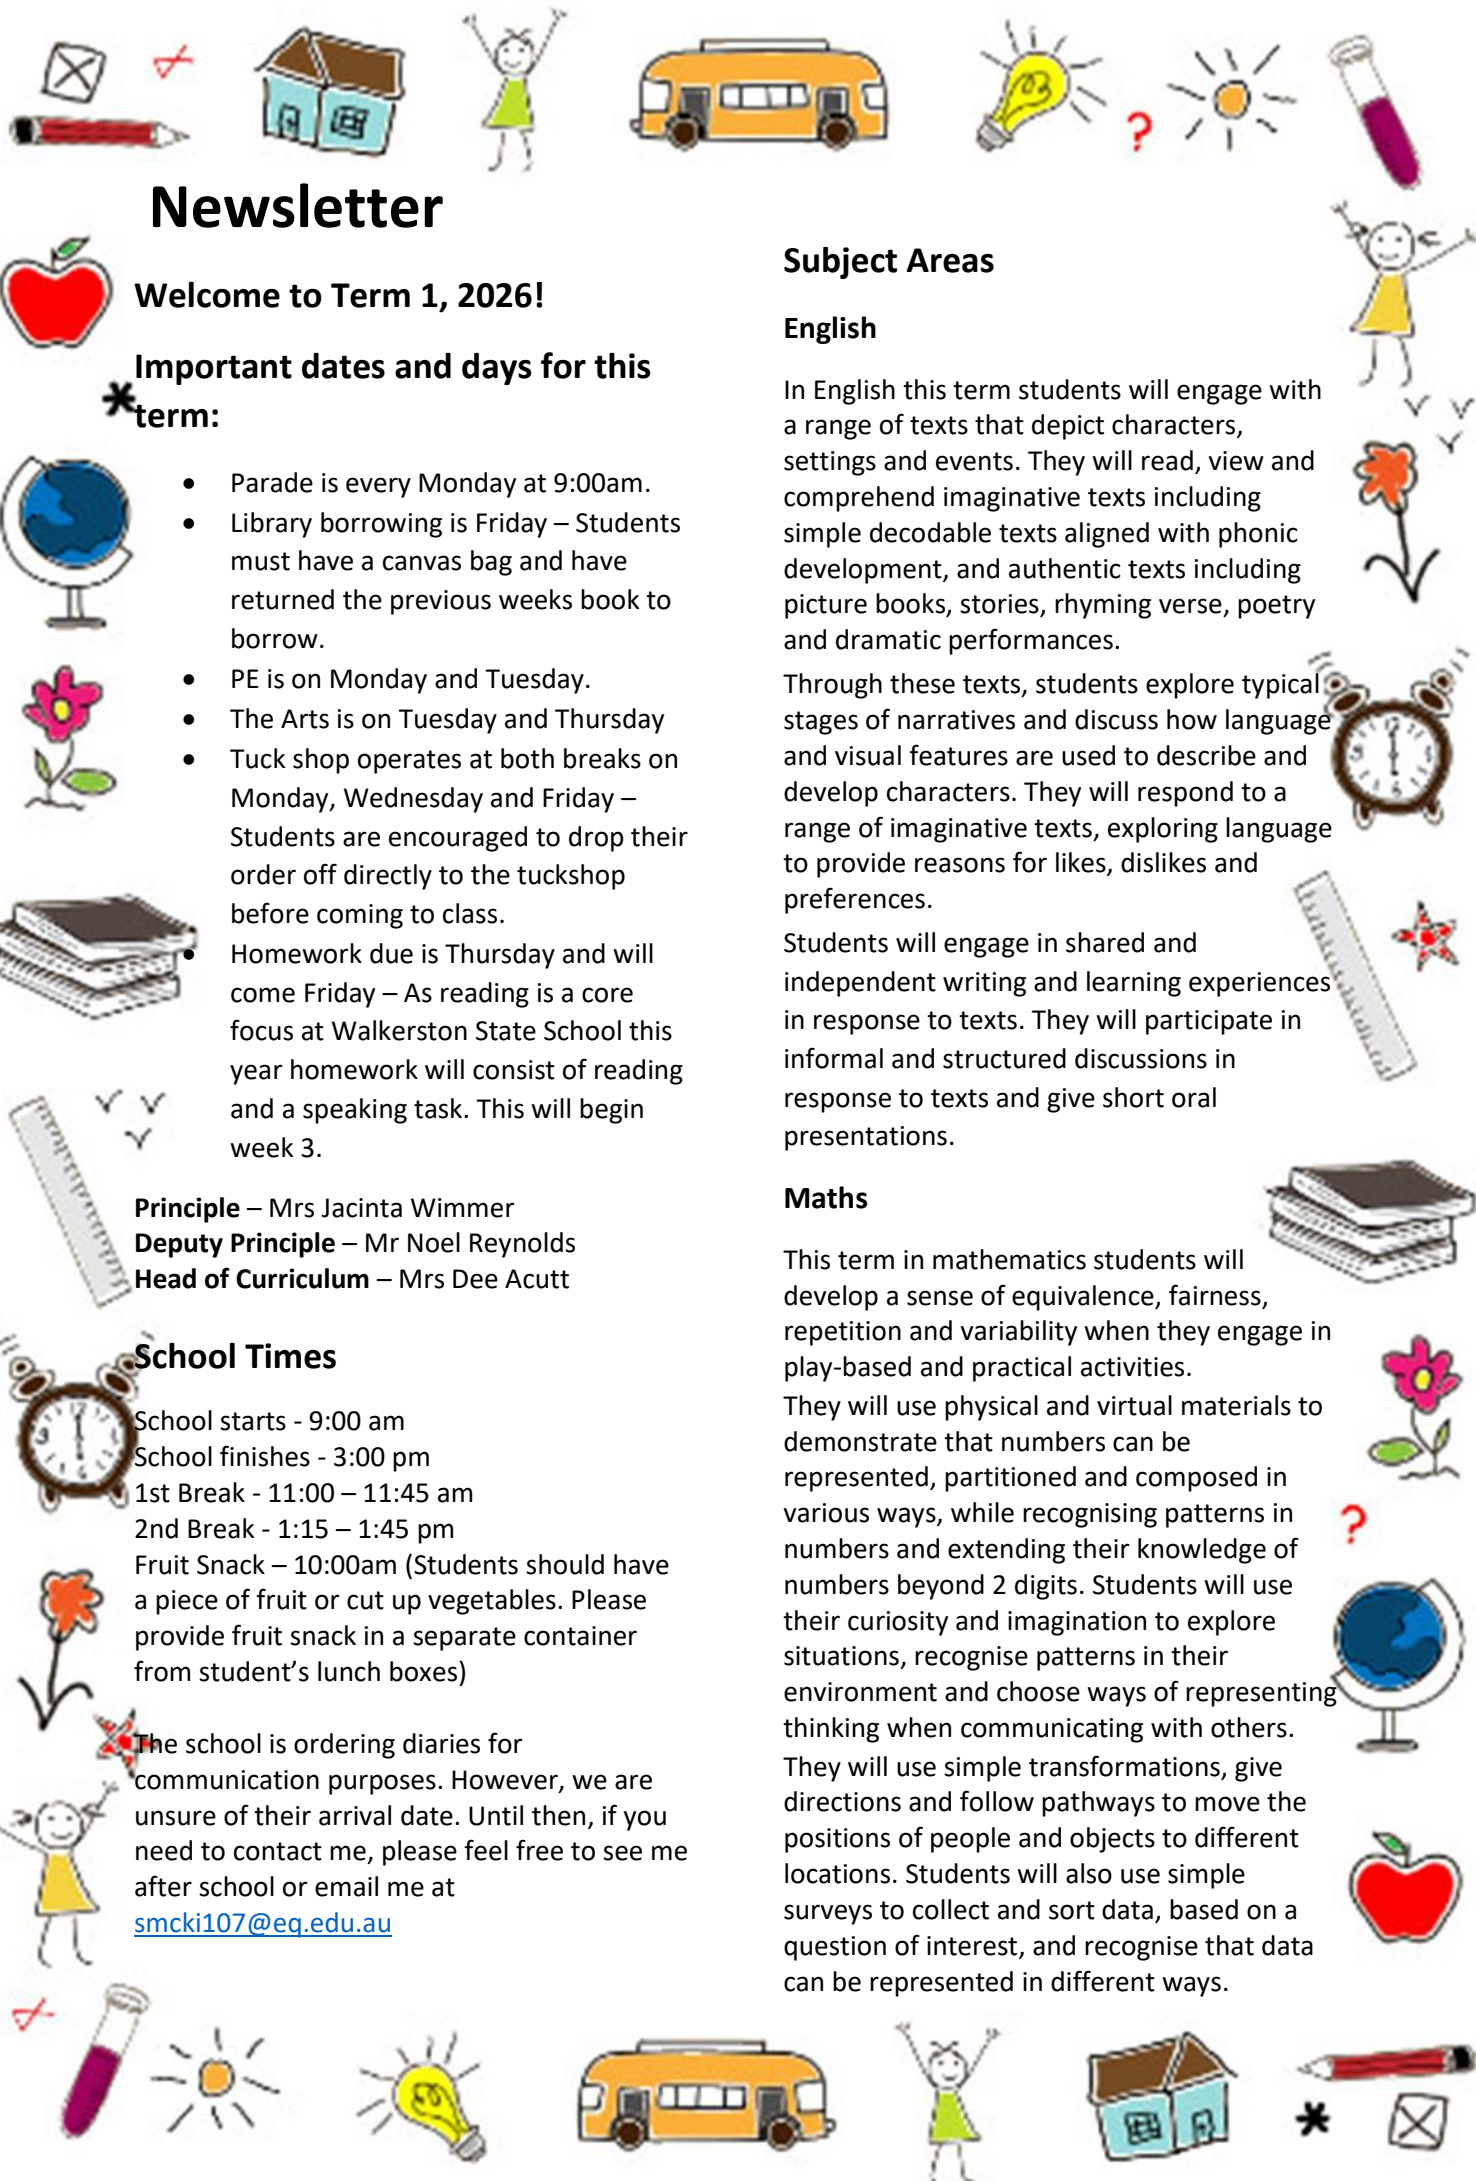 Newsletter
Welcome to Term 1, 2026!
Important dates and days for this
term:
• Parade is every Monday at 9:00am.
• Library borrowing is Friday – Students
must have a canvas bag and have
returned the previous weeks book to
borrow.
• PE is on Monday and Tuesday.
• The Arts is on Tuesday and Thursday
• Tuck shop operates at both breaks on
Monday, Wednesday and Friday –
Students are encouraged to drop their
order off directly to the tuckshop
before coming to class.
• Homework due is Thursday and will
come Friday – As reading is a core
focus at Walkerston State School this
year homework will consist of reading
and a speaking task. This will begin
week 3.
Principle – Mrs Jacinta Wimmer
Deputy Principle – Mr Noel Reynolds
Head of Curriculum – Mrs Dee Acutt
School Times
School starts - 9:00 am
School finishes - 3:00 pm
1st Break - 11:00 – 11:45 am
2nd Break - 1:15 – 1:45 pm
Fruit Snack – 10:00am (Students should have
a piece of fruit or cut up vegetables. Please
provide fruit snack in a separate container
from student’s lunch boxes)
The school is ordering diaries for
communication purposes. However, we are
unsure of their arrival date. Until then, if you
need to contact me, please feel free to see me
after school or email me at
smcki107@eq.edu.au
Subject Areas
English
In English this term students will engage with
a range of texts that depict characters,
settings and events. They will read, view and
comprehend imaginative texts including
simple decodable texts aligned with phonic
development, and authentic texts including
picture books, stories, rhyming verse, poetry
and dramatic performances.
Through these texts, students explore typical
stages of narratives and discuss how language
and visual features are used to describe and
develop characters. They will respond to a
range of imaginative texts, exploring language
to provide reasons for likes, dislikes and
preferences.
Students will engage in shared and
independent writing and learning experiences
in response to texts. They will participate in
informal and structured discussions in
response to texts and give short oral
presentations.
Maths
This term in mathematics students will
develop a sense of equivalence, fairness,
repetition and variability when they engage in
play-based and practical activities.
They will use physical and virtual materials to
demonstrate that numbers can be
represented, partitioned and composed in
various ways, while recognising patterns in
numbers and extending their knowledge of
numbers beyond 2 digits. Students will use
their curiosity and imagination to explore
situations, recognise patterns in their
environment and choose ways of representing
thinking when communicating with others.
They will use simple transformations, give
directions and follow pathways to move the
positions of people and objects to different
locations. Students will also use simple
surveys to collect and sort data, based on a
question of interest, and recognise that data
can be represented in different ways.